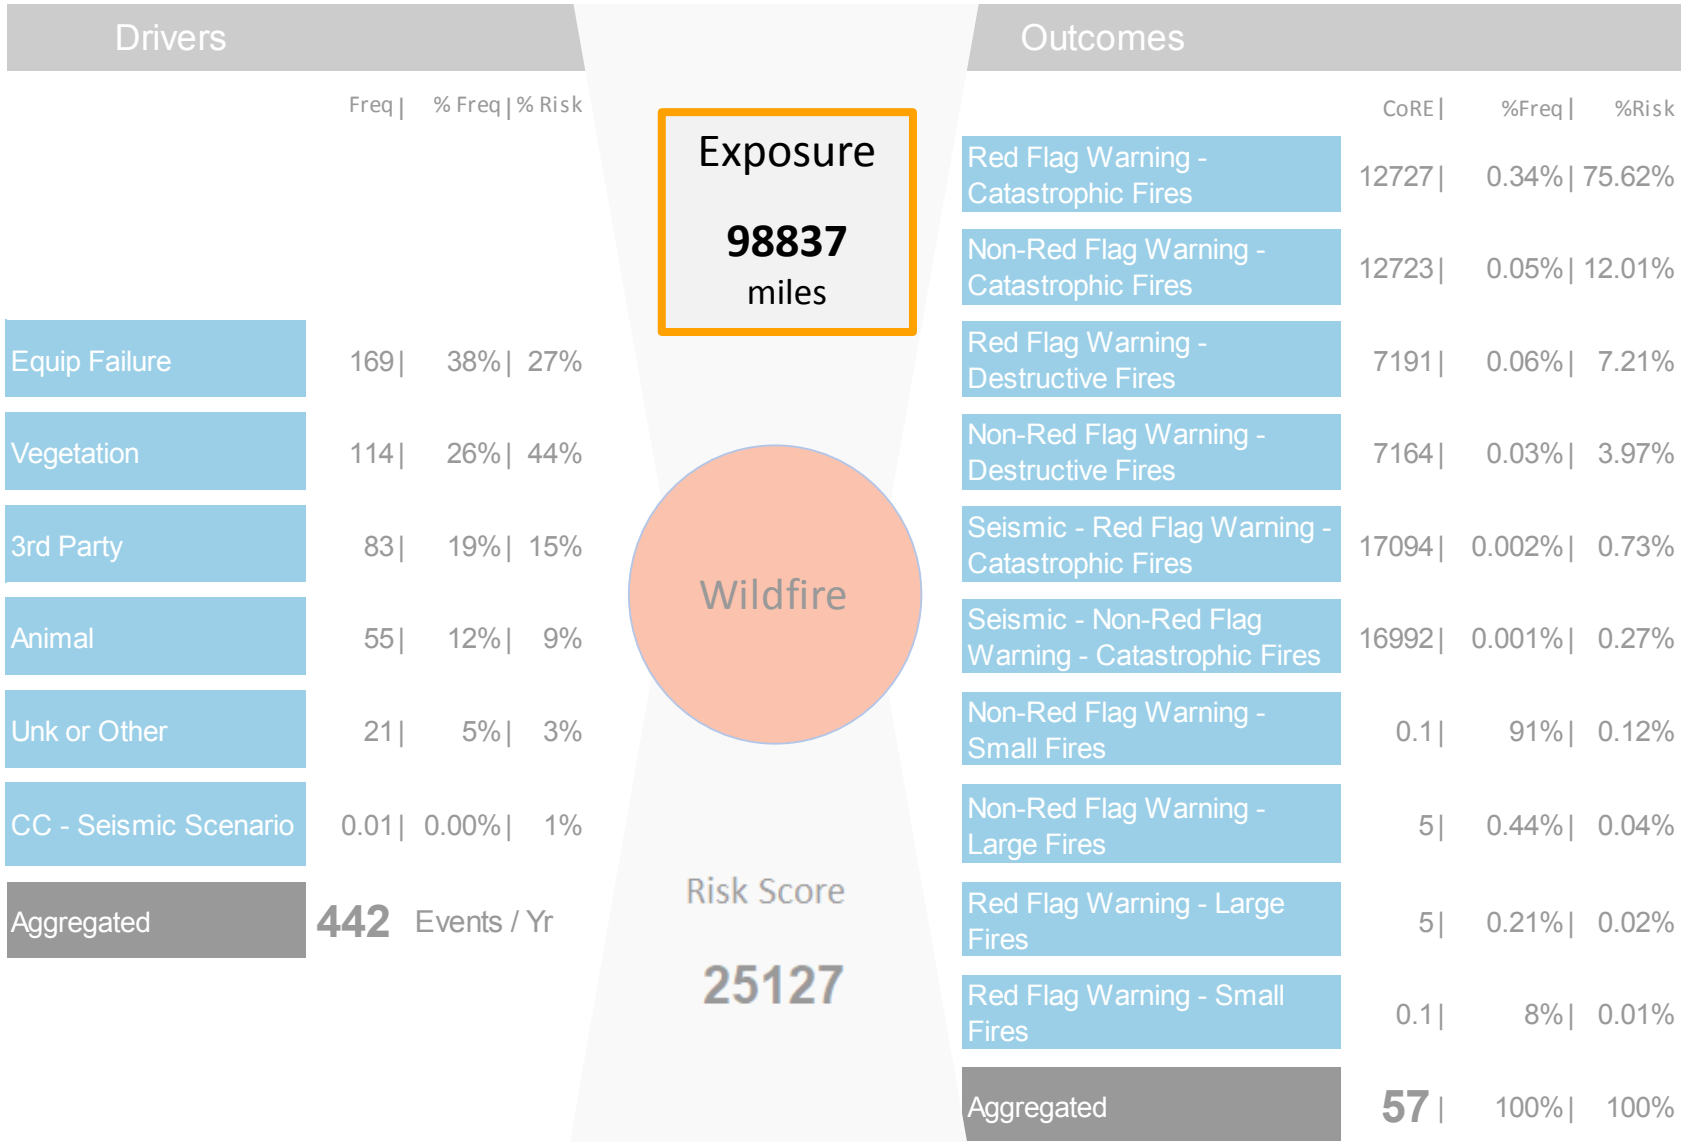 Drivers
Freq| % Freq| % Risk
Equip Failure 169| 38%| 27%
Vegetation 114| 26%| 44%
3rd Party 83| 19%| 15%
Animal 55| 12%| 9%
Unk or Other 21| 5%| 3%
CC - Seismic Scenario 0.01| 0.00%| 1%
Aggregated 442 Events / Yr
Exposure
98837
miles
Wildfire
Risk Score
25127
Outcomes
CoRE| %Freq| %Risk
Red Flag Warning -
Catastrophic Fires 12727| 0.34%| 75.62%
Non-Red Flag Warning -
Catastrophic Fires 12723| 0.05%| 12.01%
Red Flag Warning -
Destructive Fires 7191| 0.06%| 7.21%
Non-Red Flag Warning -
Destructive Fires 7164| 0.03%| 3.97%
Seismic - Red Flag Warning -
Catastrophic Fires 17094| 0.002%| 0.73%
Seismic - Non-Red Flag
Warning - Catastrophic Fires 16992| 0.001%| 0.27%
Non-Red Flag Warning -
Small Fires 0.1| 91%| 0.12%
Non-Red Flag Warning -
Large Fires 5| 0.44%| 0.04%
Red Flag Warning - Large
Fires 5| 0.21%| 0.02%
Red Flag Warning - Small
Fires 0.1| 8%| 0.01%
Aggregated 57| 100%| 100%